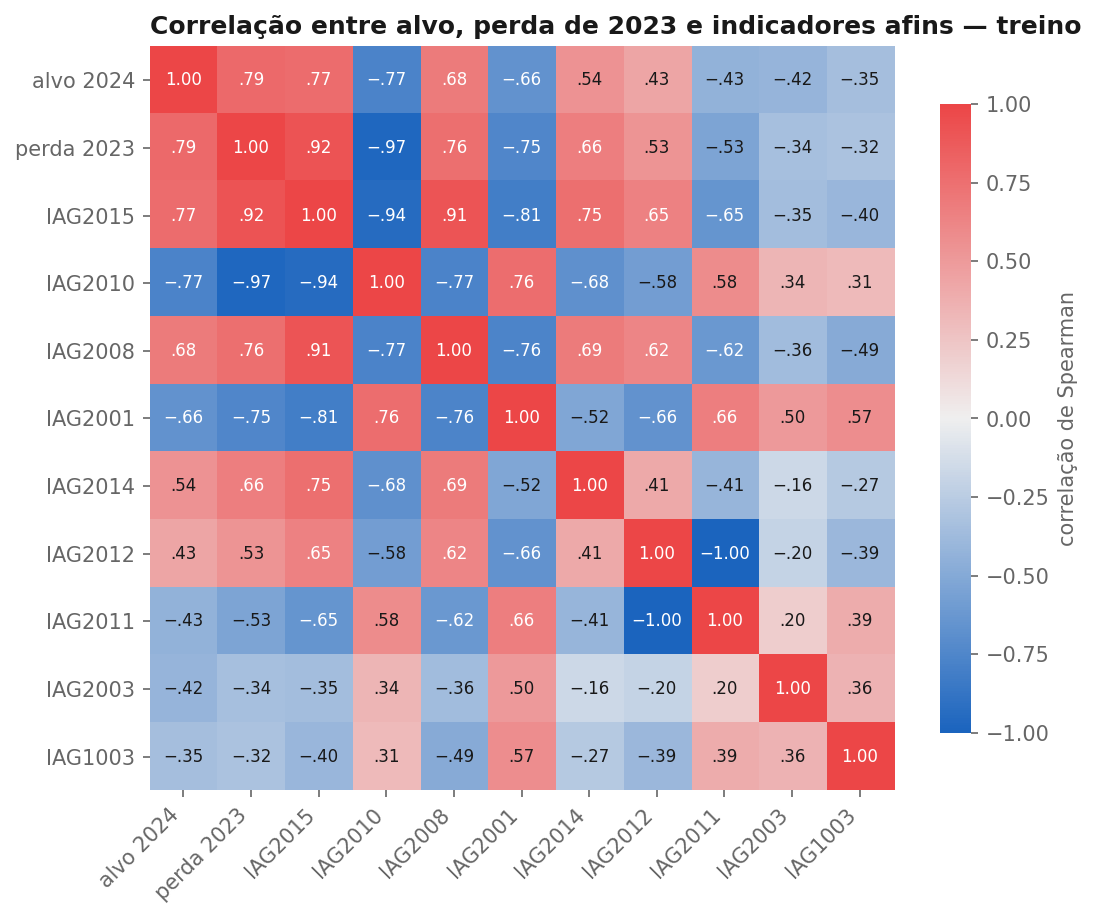 Correlação entre alvo, perda de 2023 e indicadores afins — treino
alvo 2024 1.00 .79 .77 −.77 .68 −.66 .54 .43 −.43 −.42 −.35
perda 2023 .79 1.00 .92 −.97 .76 −.75 .66 .53 −.53 −.34 −.32
IAG2015 .77 .92 1.00 −.94 .91 −.81 .75 .65 −.65 −.35 −.40
IAG2010 −.77 −.97 −.94 1.00 −.77 .76 −.68 −.58 .58 .34 .31
IAG2008 .68 .76 .91 −.77 1.00 −.76 .69 .62 −.62 −.36 −.49
IAG2001 −.66 −.75 −.81 .76 −.76 1.00 −.52 −.66 .66 .50 .57
IAG2014 .54 .66 .75 −.68 .69 −.52 1.00 .41 −.41 −.16 −.27
IAG2012 .43 .53 .65 −.58 .62 −.66 .41 1.00 −1.00 −.20 −.39
IAG2011 −.43 −.53 −.65 .58 −.62 .66 −.41 −1.00 1.00 .20 .39
IAG2003 −.42 −.34 −.35 .34 −.36 .50 −.16 −.20 .20 1.00 .36
IAG1003 −.35 −.32 −.40 .31 −.49 .57 −.27 −.39 .39 .36 1.00
alvo 2024 perda 2023 IAG2015 IAG2010 IAG2008 IAG2001 IAG2014 IAG2012 IAG2011 IAG2003 IAG1003
1.00
0.75
0.50
0.25
0.00
−0.25
−0.50
−0.75
−1.00
correlação de Spearman